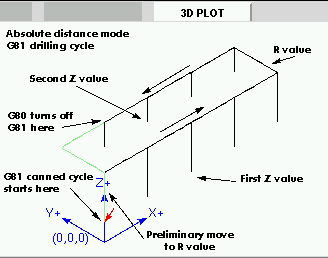 3D PLOT
Absolute distance mode
G81 drilling cycle
R value
Second Z value
G80 turns off
G81 here
G81 canned cycle
starts here
Z+
First Z value
Y+
X+
(0,0,0)
Preliminary move
to R value